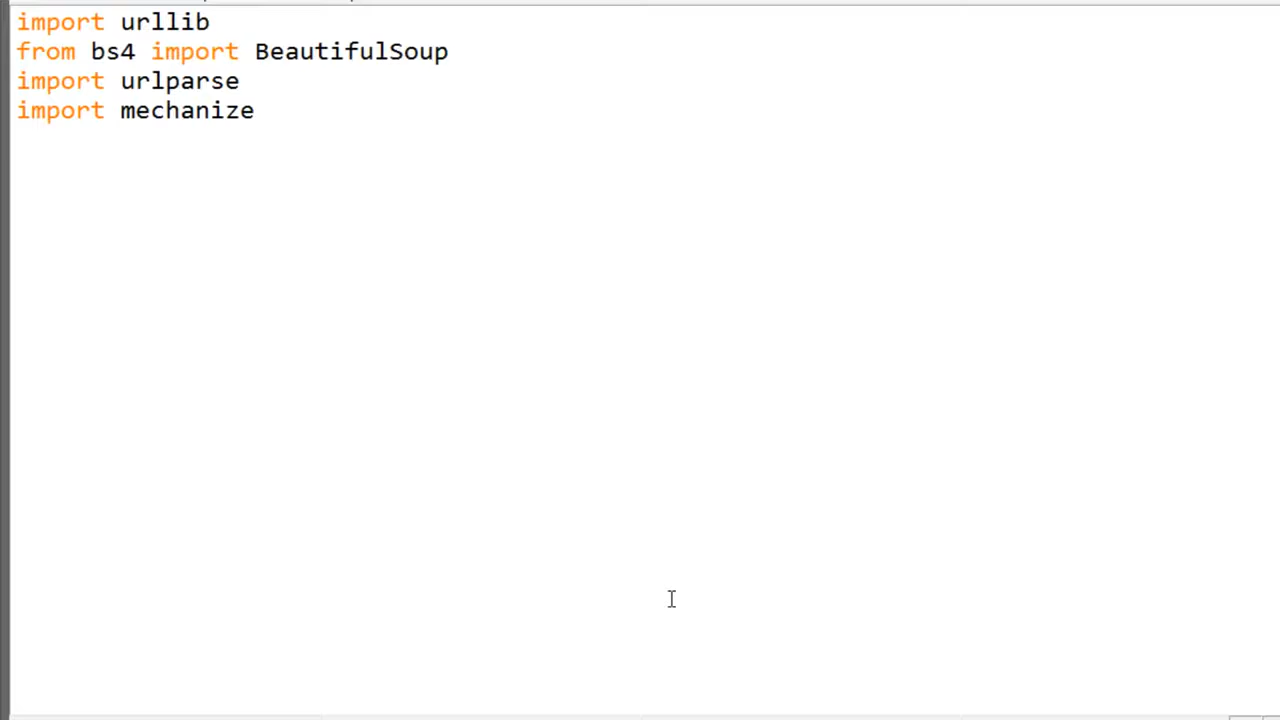 import urllib
from bs4 import BeautifulSoup
import urlparse
import mechanize